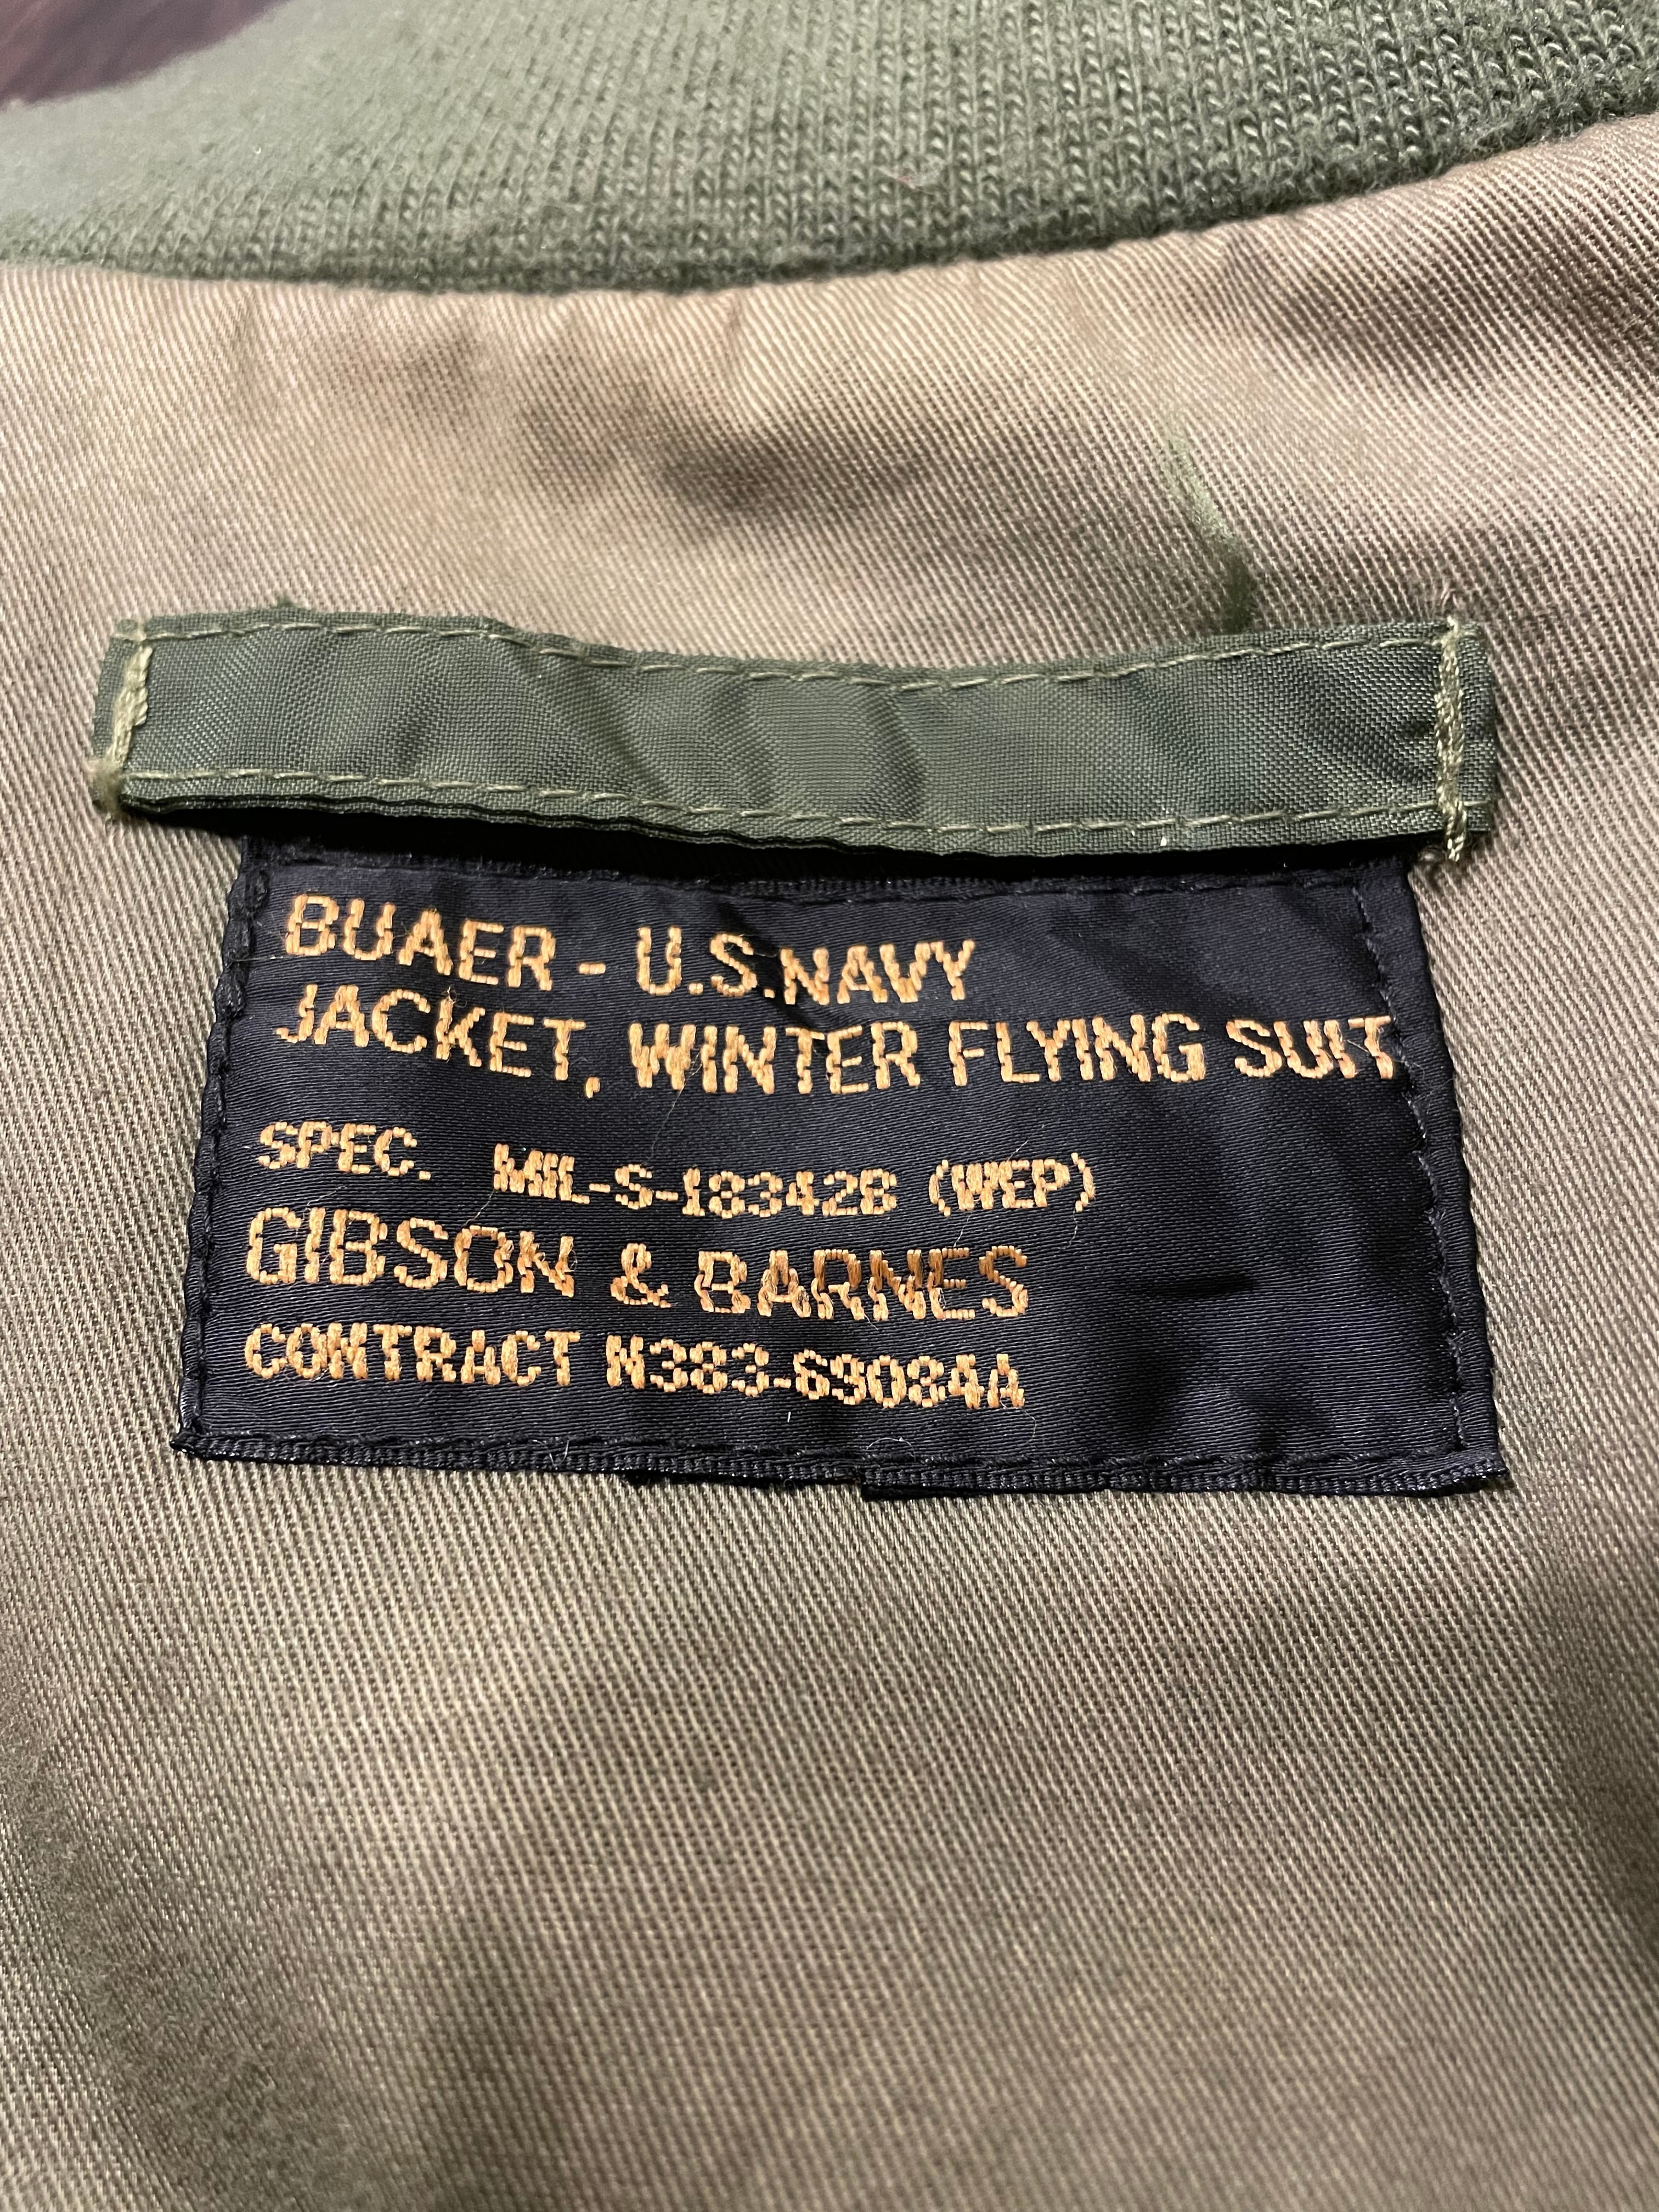 BUAER - U.S.NAVY
JACKET, WINTER FLYING SUIT
SPEC. MIL-S-18342B (WEP)
GIBSON & BARNES
CONTRACT N383-69084A